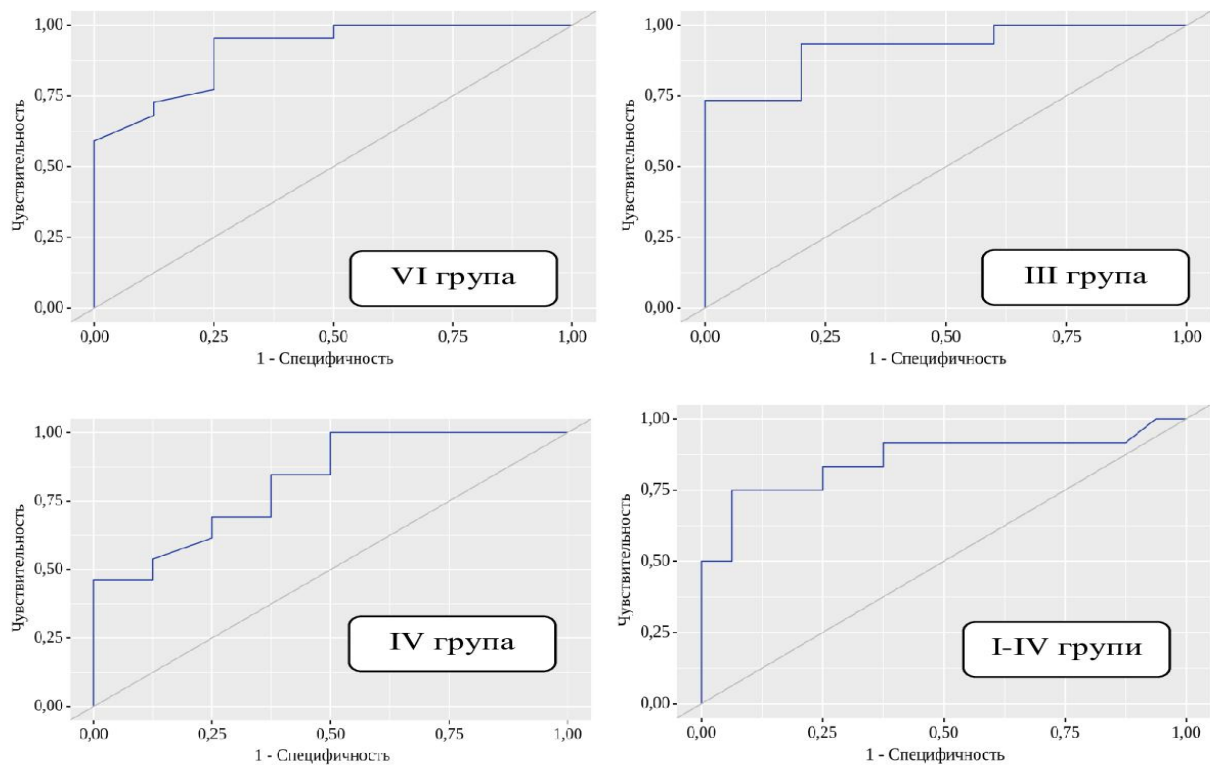 1,00
0,75
0,50
0,25
0,00
Чувствительность
VI група
0,00 0,25 0,50 0,75 1,00
1 - Специфичность
1,00
0,75
0,50
0,25
0,00
Чувствительность
III група
0,00 0,25 0,50 0,75 1,00
1 - Специфичность
1,00
0,75
0,50
0,25
0,00
Чувствительность
IV група
0,00 0,25 0,50 0,75 1,00
1 - Специфичность
1,00
0,75
0,50
0,25
0,00
Чувствительность
I-IV групи
0,00 0,25 0,50 0,75 1,00
1 - Специфичность